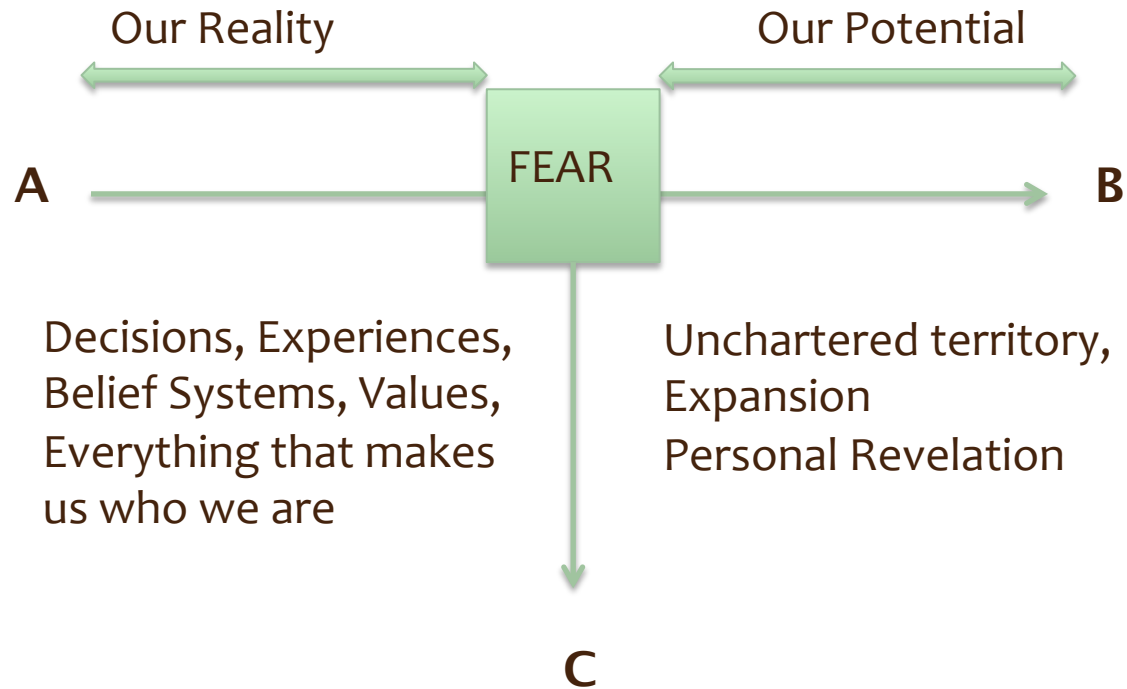 Our Reality
Our Potential
FEAR
A
B
Decisions, Experiences,
Belief Systems, Values,
Everything that makes
us who we are
Unchartered territory,
Expansion
Personal Revelation
C